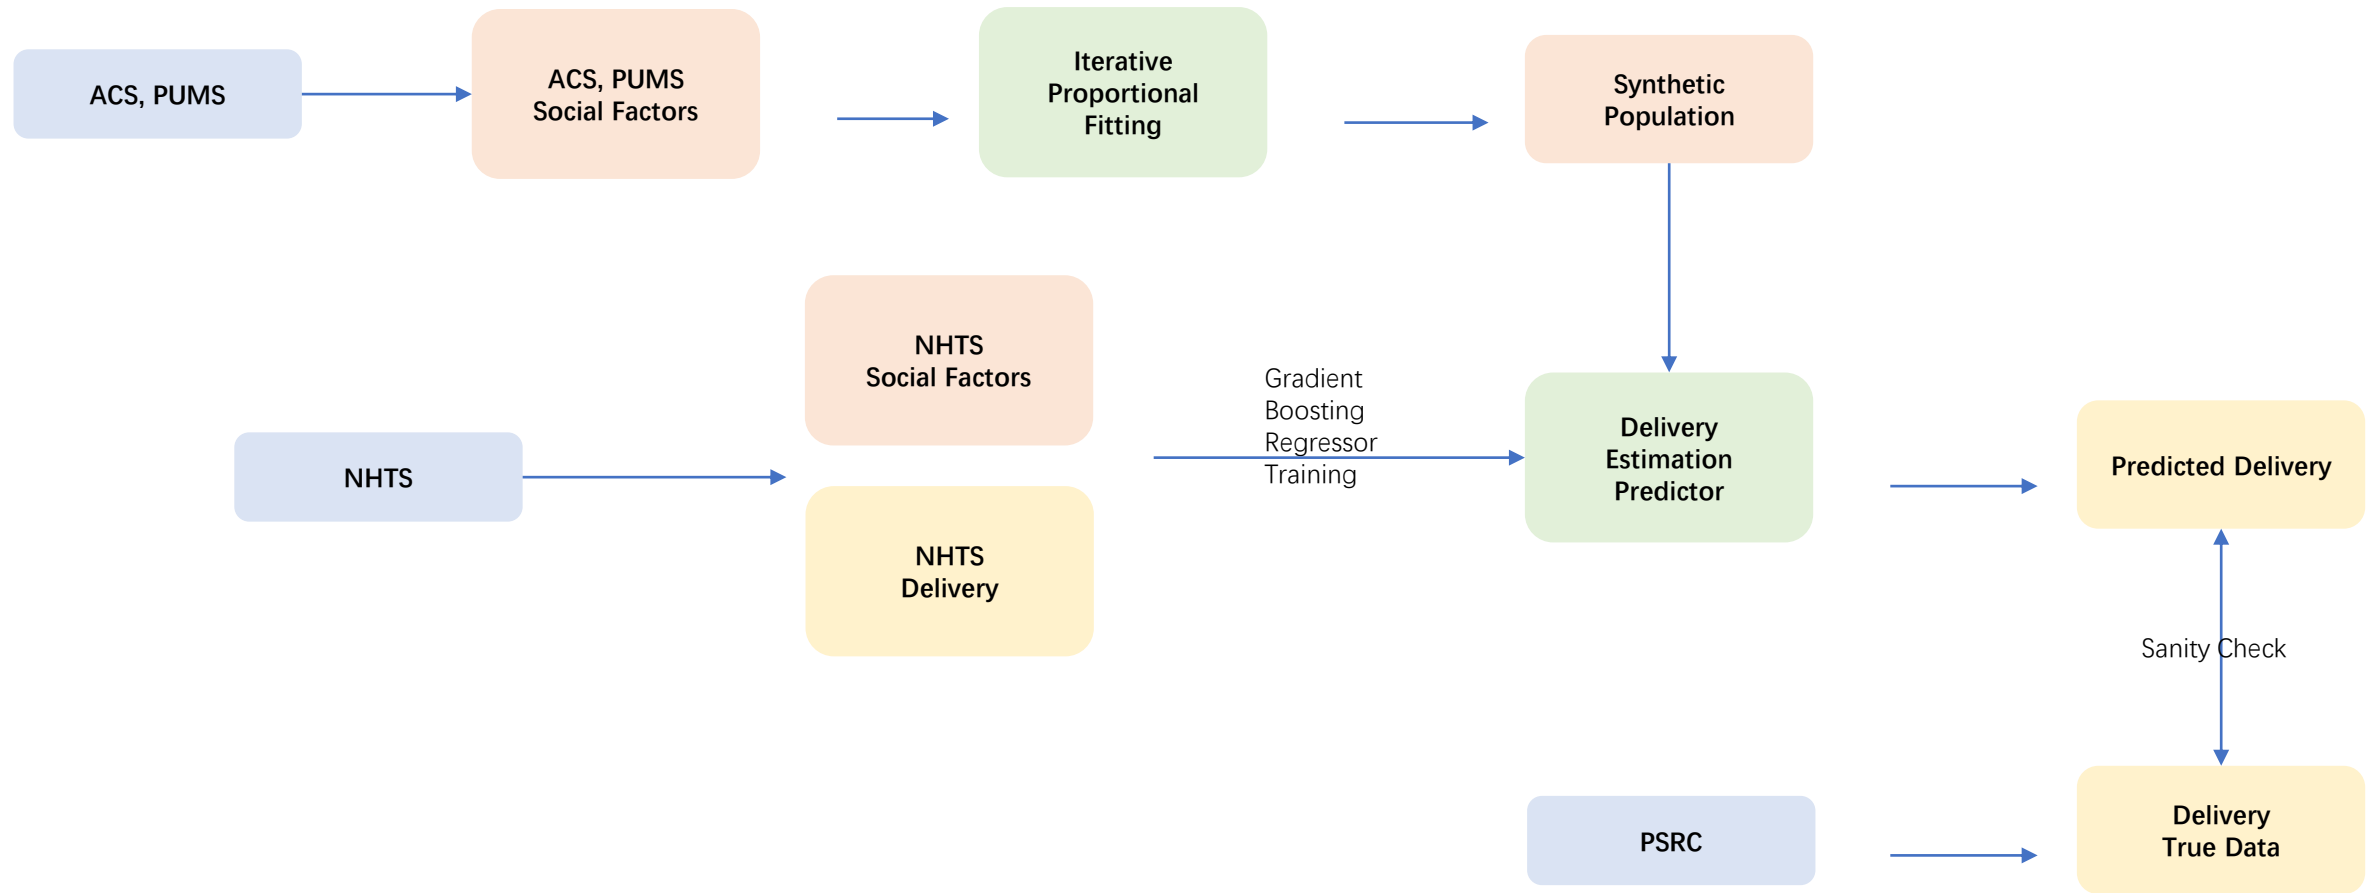 ACS, PUMS
ACS, PUMS
Social Factors
Iterative
Proportional
Fitting
Synthetic
Population
NHTS
NHTS
Social Factors
NHTS
Delivery
Gradient
Boosting
Regressor
Training
Delivery
Estimation
Predictor
Predicted Delivery
Sanity Check
PSRC
Delivery
True Data